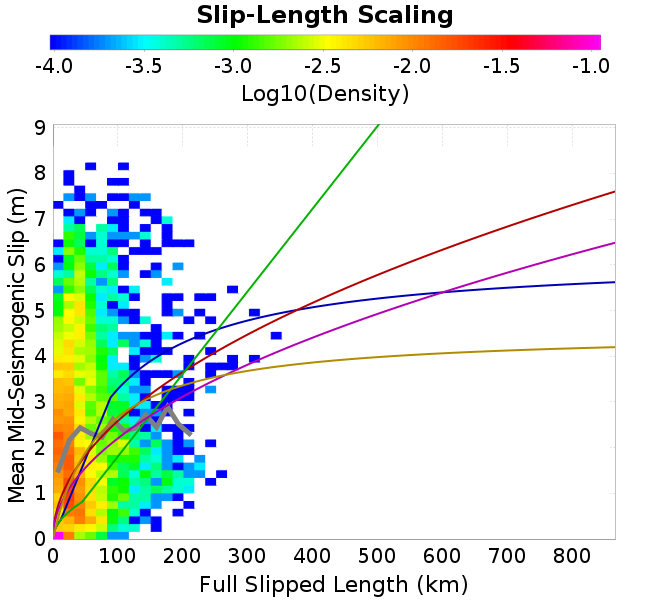 Slip-Length Scaling
-4.0 -3.5 -3.0 -2.5 -2.0 -1.5 -1.0
Log10(Density)
9
8
7
6
5
4
3
2
1
0
Mean Mid-Seismogenic Slip (m)
0 100 200 300 400 500 600 700 800
Full Slipped Length (km)